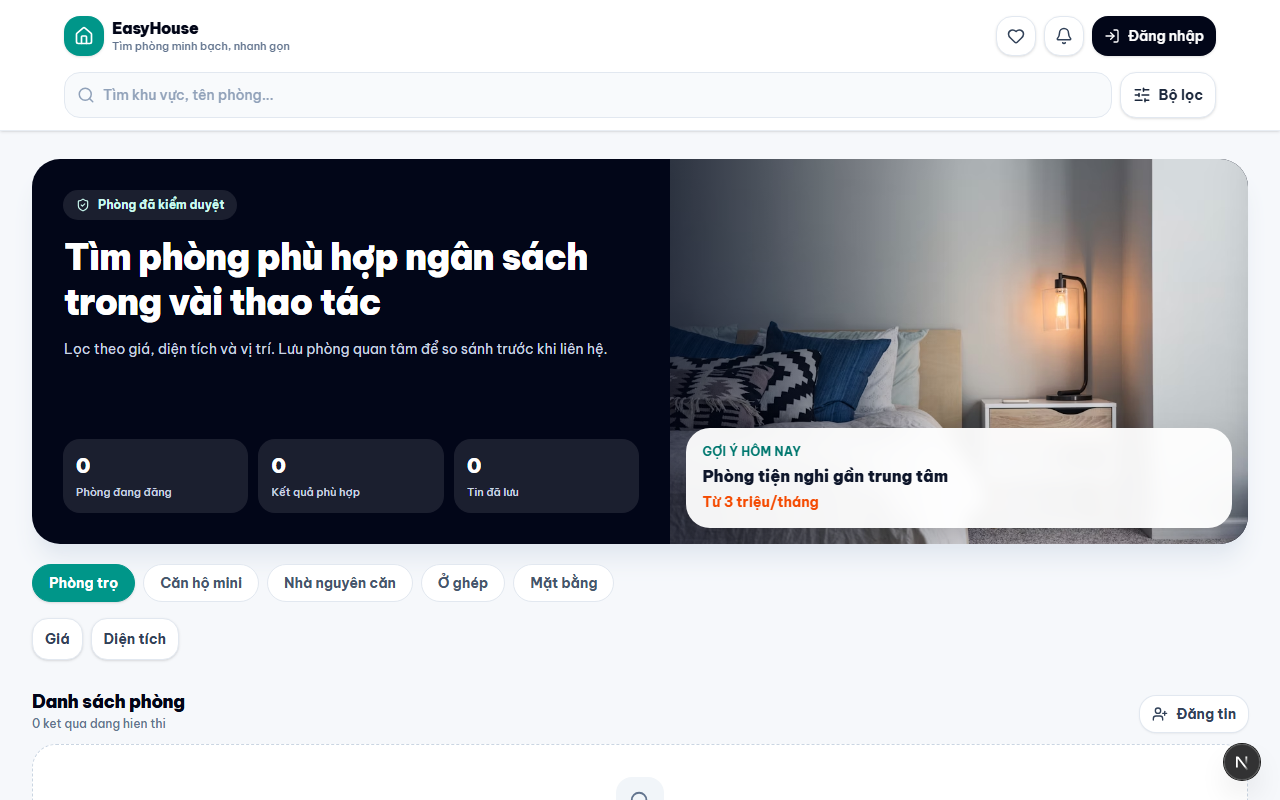 EasyHouse
Tìm phòng minh bạch, nhanh gọn
Đăng nhập
Tìm khu vực, tên phòng...
Bộ lọc
Phòng đã kiểm duyệt
Tìm phòng phù hợp ngân sách
trong vài thao tác
Lọc theo giá, diện tích và vị trí. Lưu phòng quan tâm để so sánh trước khi liên hệ.
0
Phòng đang đăng
0
Kết quả phù hợp
0
Tin đã lưu
GỢI Ý HÔM NAY
Phòng tiện nghi gần trung tâm
Từ 3 triệu/tháng
Phòng trọ
Căn hộ mini
Nhà nguyên căn
Ở ghép
Mặt bằng
Giá
Diện tích
Danh sách phòng
0 ket qua dang hien thi
Đăng tin
N